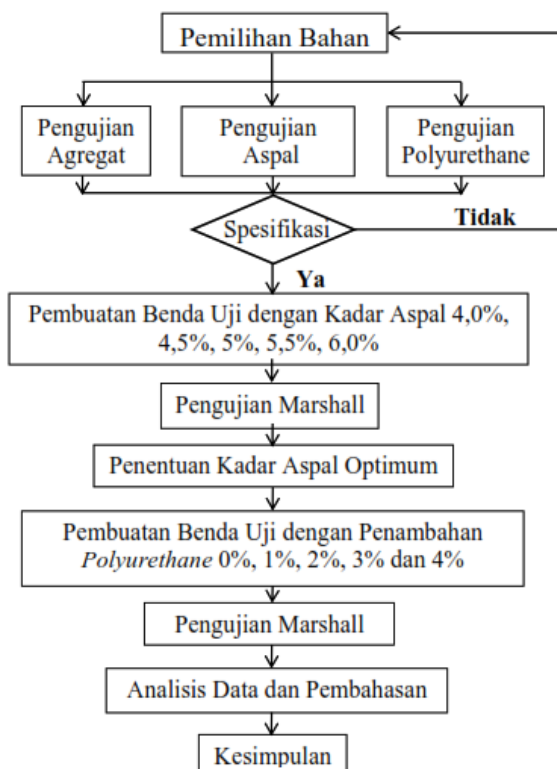 Pemilihan Bahan
Pengujian
Agregat
Pengujian
Aspal
Pengujian
Polyurethane
Spesifikasi
Tidak
Ya
Pembuatan Benda Uji dengan Kadar Aspal 4,0%,
4,5%, 5%, 5,5%, 6,0%
Pengujian Marshall
Penentuan Kadar Aspal Optimum
Pembuatan Benda Uji dengan Penambahan
Polyurethane 0%, 1%, 2%, 3% dan 4%
Pengujian Marshall
Analisis Data dan Pembahasan
Kesimpulan